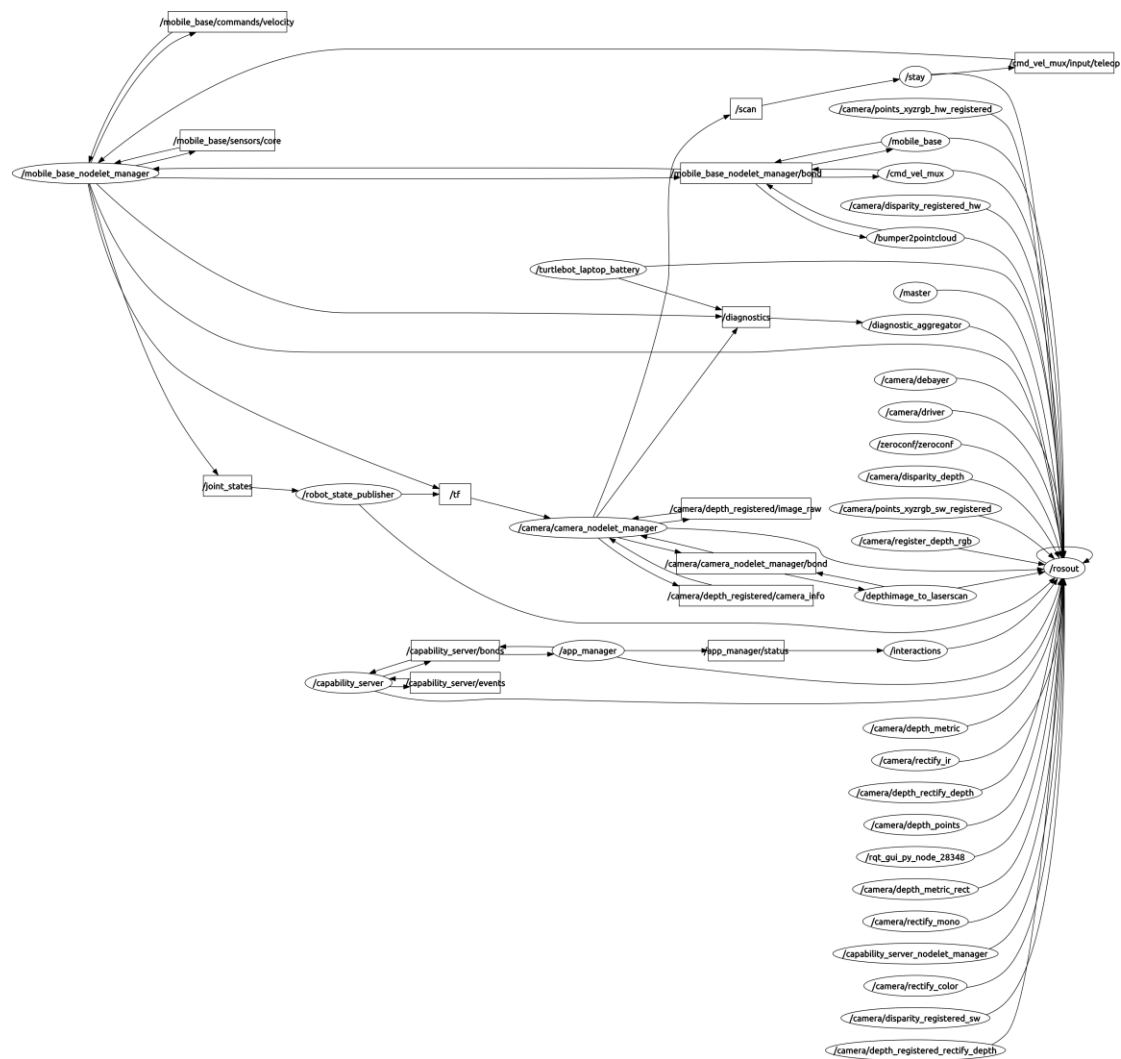 /mobile_base/commands/velocity
/cmd_vel_mux/input/teleop
/stay
/scan
/camera/points_xyzrgb_hw_registered
/mobile_base/sensors/core
/mobile_base
/mobile_base_nodelet_manager
/mobile_base_nodelet_manager/bond
/cmd_vel_mux
/camera/disparity_registered_hw
/bumper2pointcloud
/turtlebot_laptop_battery
/master
/diagnostics
/diagnostic_aggregator
/camera/debayer
/camera/driver
/zeroconf/zeroconf
/camera/disparity_depth
/joint_states
/robot_state_publisher
/tf
/camera/depth_registered/image_raw
/camera/points_xyzrgb_sw_registered
/camera/camera_nodelet_manager
/camera/register_depth_rgb
/camera/camera_nodelet_manager/bond
/rosout
/camera/depth_registered/camera_info
/depthimage_to_laserscan
/capability_server/bonds
/app_manager
/app_manager/status
/interactions
/capability_server
/capability_server/events
/camera/depth_metric
/camera/rectify_ir
/camera/depth_rectify_depth
/camera/depth_points
/rqt_gui_py_node_28348
/camera/depth_metric_rect
/camera/rectify_mono
/capability_server_nodelet_manager
/camera/rectify_color
/camera/disparity_registered_sw
/camera/depth_registered_rectify_depth